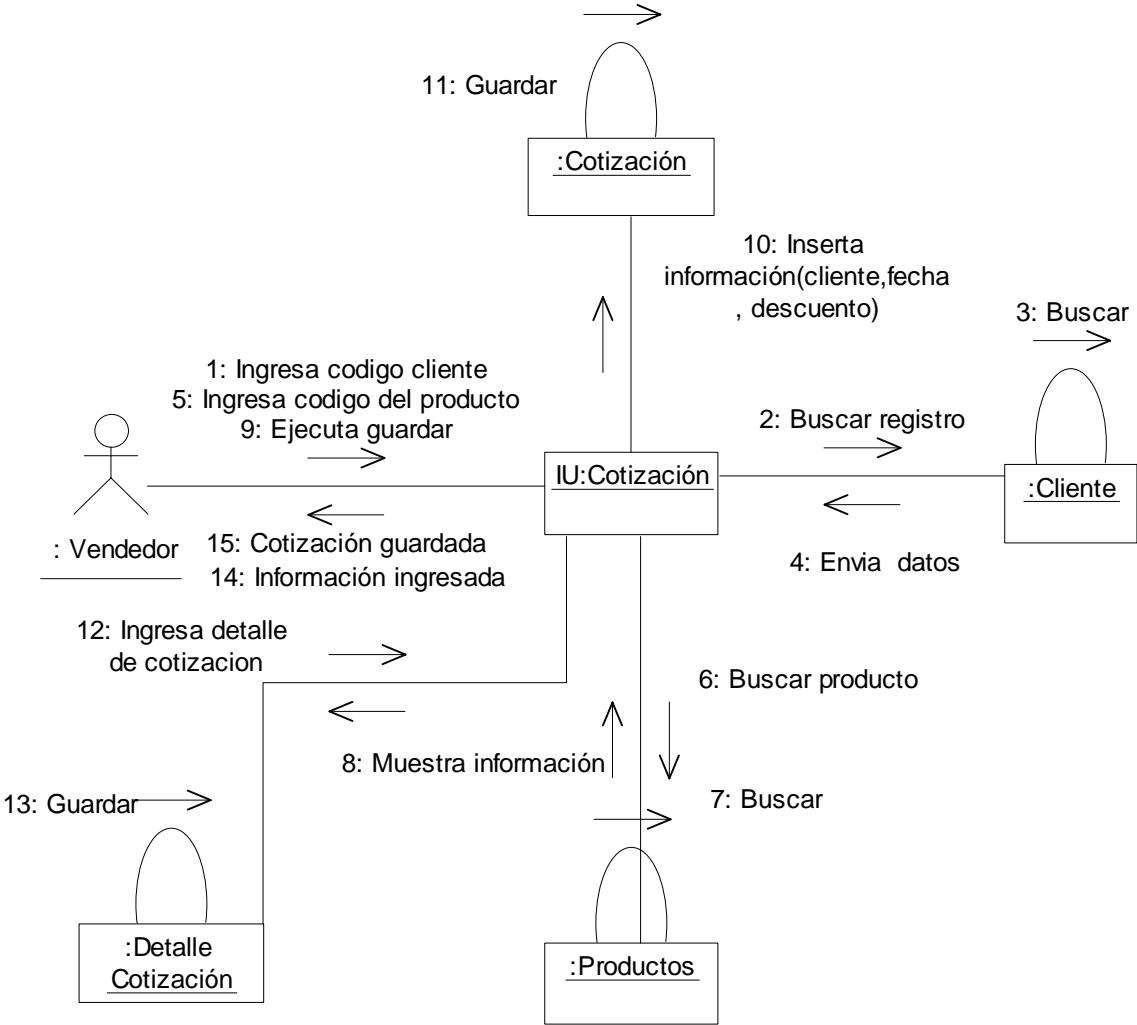 11: Guardar
:Cotización
10: Inserta
información(cliente,fecha
, descuento)
3: Buscar
1: Ingresa codigo cliente
5: Ingresa codigo del producto
9: Ejecuta guardar
2: Buscar registro
IU:Cotización
:Cliente
: Vendedor
15: Cotización guardada
14: Información ingresada
4: Envia  datos
12: Ingresa detalle
de cotizacion
6: Buscar producto
8: Muestra información
7: Buscar
13: Guardar
:Detalle
Cotización
:Productos